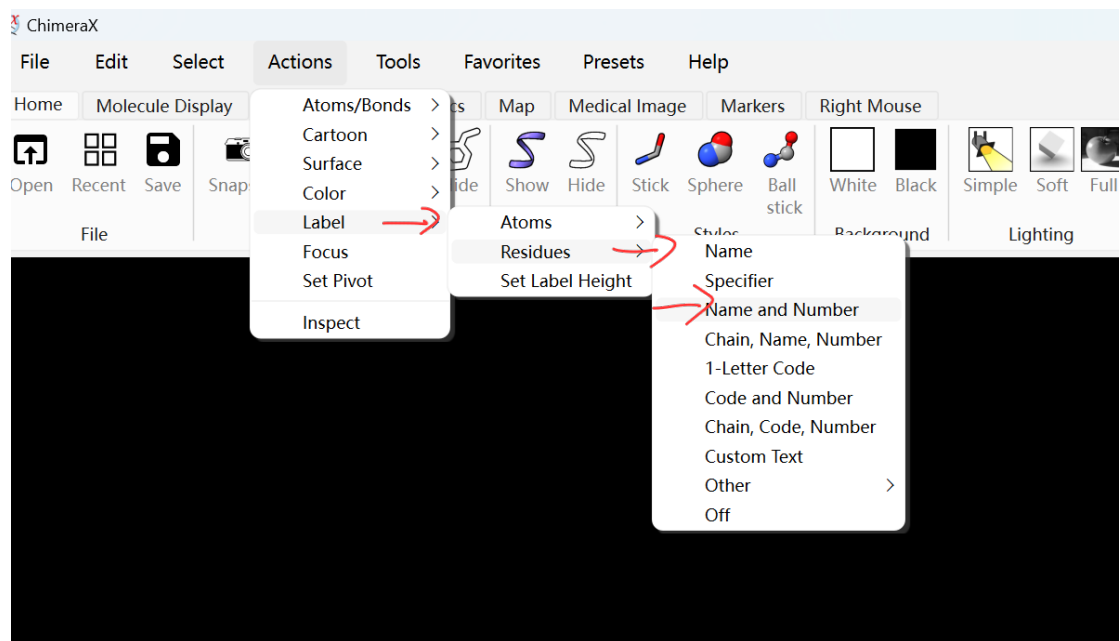 ChimeraX
File Edit Select Actions Tools Favorites Presets Help
Home Molecule Display Map Medical Image Markers Right Mouse
Open Recent Save Show Hide Stick Sphere Ball stick White Black Simple Soft Full
File Background Lighting
Atoms/Bonds
Cartoon
Surface
Color
Label
Focus
Set Pivot
Inspect
Atoms
Residues
Set Label Height
Name
Specifier
Name and Number
Chain, Name, Number
1-Letter Code
Code and Number
Chain, Code, Number
Custom Text
Other
Off